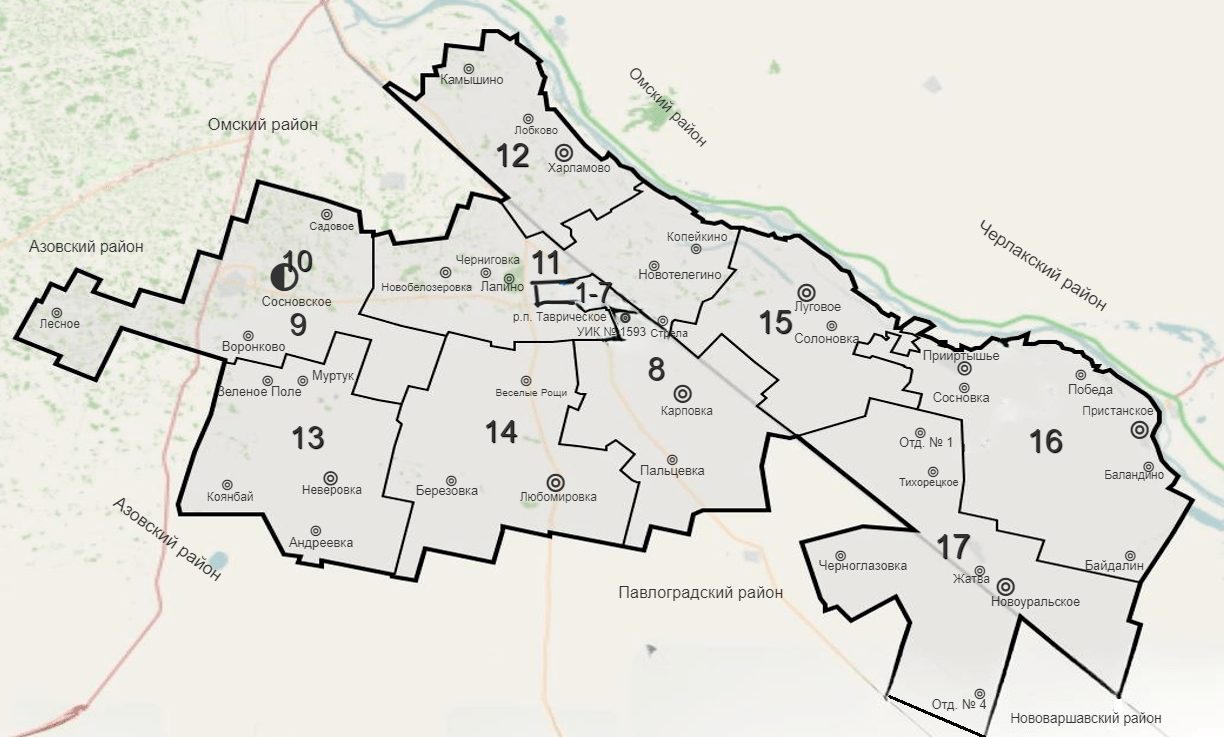 Камышино
Омский район
Омский район
Лобково
12
Харламово
Садовое
Азовский район
Копейкино
Черлакский район
10
Черниговка
11
Новотелегино
Новобелозеровка
Лапино
Сосновское
1-7
Луговое
Лесное
9
р.п. Таврическое
15
УИК № 1593
Стрела
Солоновка
Воронково
Прииртышье
8
Муртук
Победа
Зеленое Поле
Веселые Рощи
Сосновка
Карповка
Пристанское
13
14
Отд. № 1
16
Пальцевка
Баландино
Тихорецкое
Коянбай
Неверовка
Березовка
Любомировка
Азовский район
Андреевка
17
Черноглазовка
Байдалин
Жатва
Павлоградский район
Новоуральское
Отд. № 4
Нововаршавский район